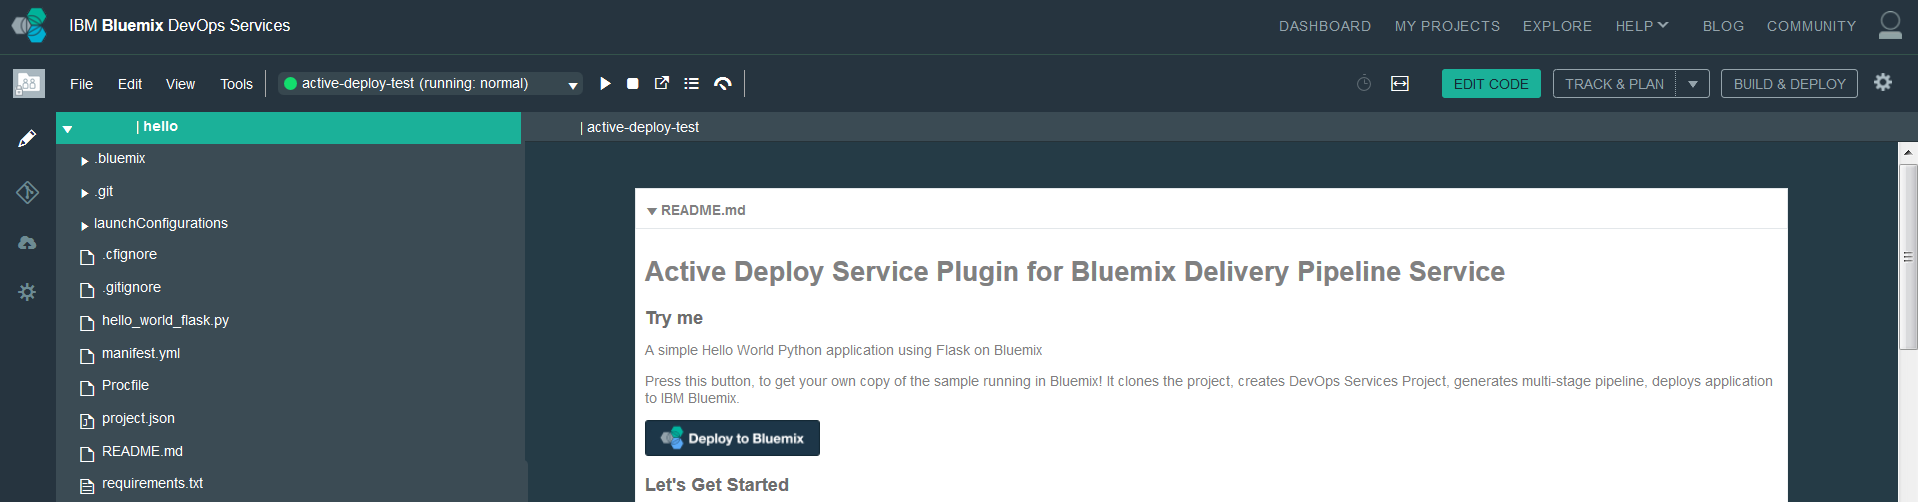 IBM Bluemix DevOps Services
DASHBOARD MY PROJECTS EXPLORE HELP BLOG COMMUNITY
File Edit View Tools active-deploy-test (running: normal) EDIT CODE TRACK & PLAN BUILD & DEPLOY
| hello
| active-deploy-test
.bluemix
.git
launchConfigurations
.cfignore
.gitignore
hello_world_flask.py
manifest.yml
Procfile
project.json
README.md
requirements.txt
README.md
Active Deploy Service Plugin for Bluemix Delivery Pipeline Service
Try me
A simple Hello World Python application using Flask on Bluemix
Press this button, to get your own copy of the sample running in Bluemix! It clones the project, creates DevOps Services Project, generates multi-stage pipeline, deploys application
to IBM Bluemix.
Deploy to Bluemix
Let's Get Started